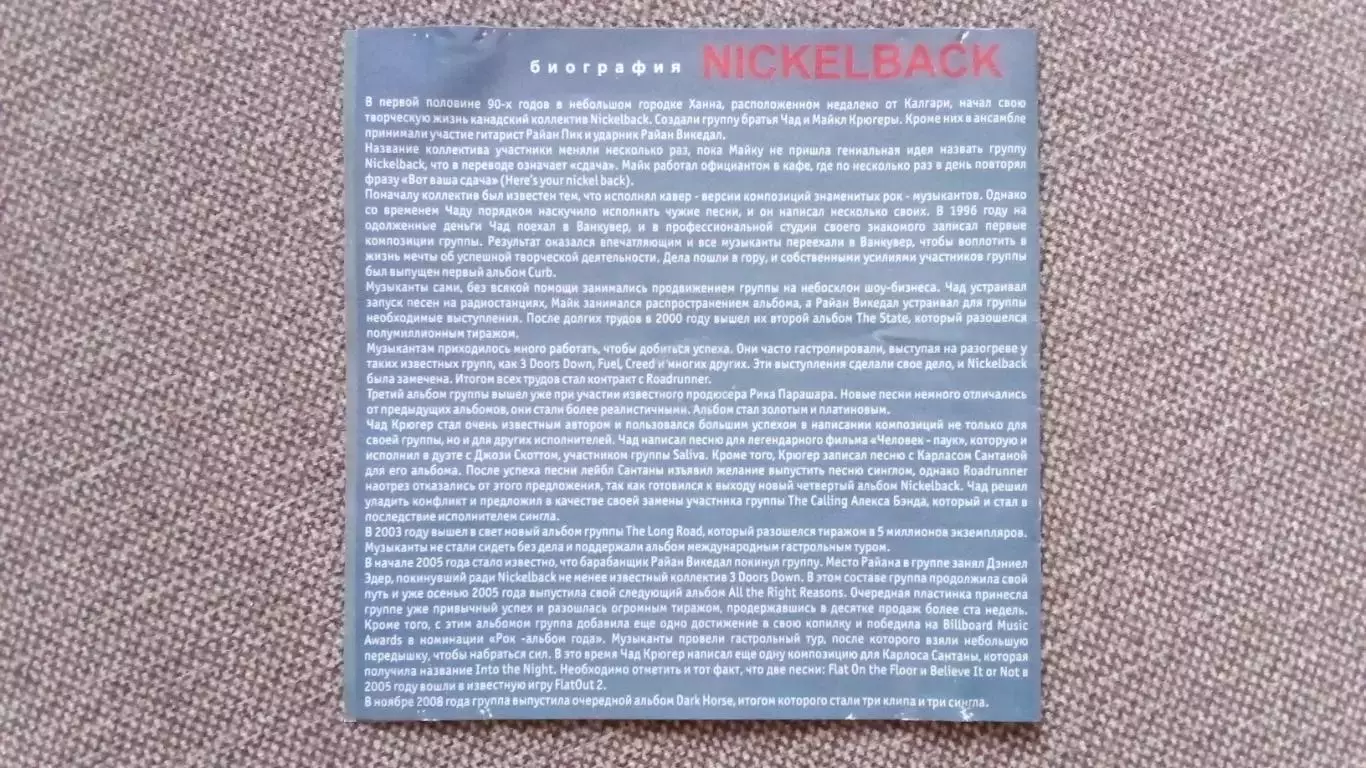 биография NICKELBACK
В первой половине 90-х годов в небольшом городке Ханна, расположенном недалеко от Калгари, начал свою
творческую жизнь канадский коллектив Nickelback. Создали группу братья Чад и Майкл Крюгеры. Кроме них в ансамбле
принимали участие гитарист Райан Пик и ударник Райан Викедал.
Название коллектива участники меняли несколько раз, пока Майку не пришла гениальная идея назвать группу
Nickelback, что в переводе означает «сдача». Майк работал официантом в кафе, где по несколько раз в день повторял
фразу «Вот ваша сдача» (Here's your nickel back).
Поначалу коллектив был известен тем, что исполнял кавер - версии композиций знаменитых рок - музыкантов. Однако
со временем Чаду порядком наскучило исполнять чужие песни, и он написал несколько своих. В 1996 году на
одолженные деньги Чад поехал в Ванкувер, и в профессиональной студии своего знакомого записал первые
композиции группы. Результат оказался впечатляющим и все музыканты переехали в Ванкувер, чтобы воплотить в
жизнь мечты об успешной творческой деятельности. Дела пошли в гору, и собственными усилиями участников группы
был выпущен первый альбом Curb.
Музыканты сами, без всякой помощи занимались продвижением группы на небосклон шоу-бизнеса. Чад устраивал
запуск песен на радиостанциях, Майк занимался распространением альбома, а Райан Викедал устраивал для группы
необходимые выступления. После долгих трудов в 2000 году вышел их второй альбом The State, который разошелся
полумиллионным тиражом.
Музыкантам приходилось много работать, чтобы добиться успеха. Они часто гастролировали, выступая на разогреве у
таких известных групп, как 3 Doors Down, Fuel, Creed и многих других. Эти выступления сделали свое дело, и Nickelback
была замечена. Итогом всех трудов стал контракт с Roadrunner.
Третий альбом группы вышел уже при участии известного продюсера Рика Парашара. Новые песни немного отличались
от предыдущих альбомов, они стали более реалистичными. Альбом стал золотым и платиновым.
Чад Крюгер стал очень известным автором и пользовался большим успехом в написании композиций не только для
своей группы, но и для других исполнителей. Чад написал песню для легендарного фильма «Человек - паук», которую и
исполнил в дуэте с Джози Скоттом, участником группы Saliva. Кроме того, Крюгер записал песню с Карласом Сантаной
для его альбома. После успеха песни лейбл Сантаны изъявил желание выпустить песню синглом, однако Roadrunner
наотрез отказались от этого предложения, так как готовился к выходу новый четвертый альбом Nickelback. Чад решил
уладить конфликт и предложил в качестве своей замены участника группы The Calling Алекса Бэнда, который и стал в
последствие исполнителем сингла.
В 2003 году вышел в свет новый альбом группы The Long Road, который разошелся тиражом в 5 миллионов экземпляров.
Музыканты не стали сидеть без дела и поддержали альбом международным гастрольным туром.
В начале 2005 года стало известно, что барабанщик Райан Викедал покинул группу. Место Райана в группе занял Дэниел
Эдер, покинувший ради Nickelback не менее известный коллектив 3 Doors Down. В этом составе группа продолжила свой
путь и уже осенью 2005 года выпустила свой следующий альбом All the Right Reasons. Очередная пластинка принесла
группе уже привычный успех и разошлась огромным тиражом, продержавшись в десятке продаж более ста недель.
Кроме того, с этим альбомом группа добавила еще одно достижение в свою копилку и победила на Billboard Music
Awards в номинации «Рок -альбом года». Музыканты провели гастрольный тур, после которого взяли небольшую
передышку, чтобы набраться сил. В это время Чад Крюгер написал еще одну композицию для Карлоса Сантаны, которая
получила название Into the Night. Необходимо отметить и тот факт, что две песни: Flat On the Floor и Believe It or Not в
2005 году вошли в известную игру FlatOut 2.
В ноябре 2008 года группа выпустила очередной альбом Dark Horse, итогом которого стали три клипа и три сингла.